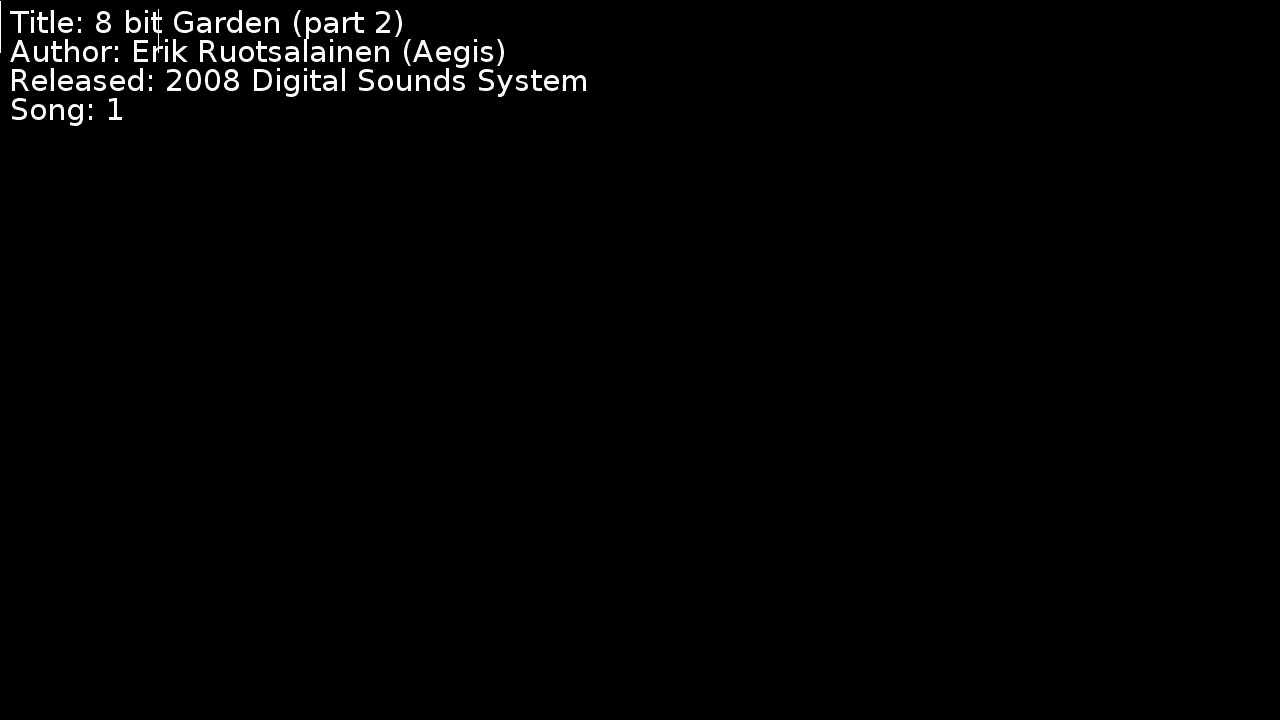 Title: 8 bit Garden (part 2)
Author: Erik Ruotsalainen (Aegis)
Released: 2008 Digital Sounds System
Song: 1